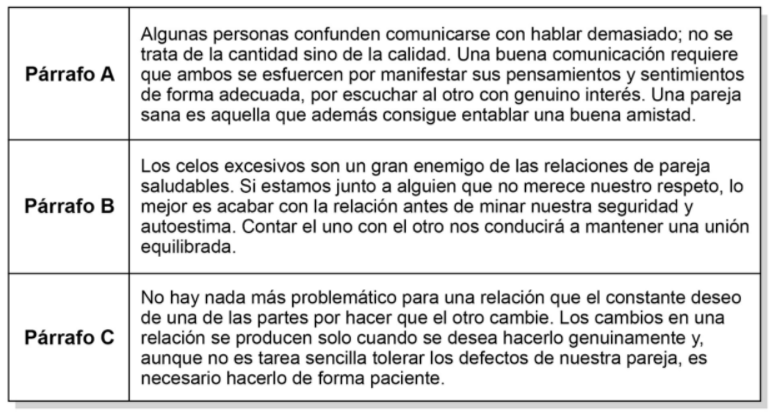 Párrafo A
Algunas personas confunden comunicarse con hablar demasiado; no se
trata de la cantidad sino de la calidad. Una buena comunicación requiere
que ambos se esfuercen por manifestar sus pensamientos y sentimientos
de forma adecuada, por escuchar al otro con genuino interés. Una pareja
sana es aquella que además consigue entablar una buena amistad.
Párrafo B
Los celos excesivos son un gran enemigo de las relaciones de pareja
saludables. Si estamos junto a alguien que no merece nuestro respeto, lo
mejor es acabar con la relación antes de minar nuestra seguridad y
autoestima. Contar el uno con el otro nos conducirá a mantener una unión
equilibrada.
Párrafo C
No hay nada más problemático para una relación que el constante deseo
de una de las partes por hacer que el otro cambie. Los cambios en una
relación se producen solo cuando se desea hacerlo genuinamente y,
aunque no es tarea sencilla tolerar los defectos de nuestra pareja, es
necesario hacerlo de forma paciente.